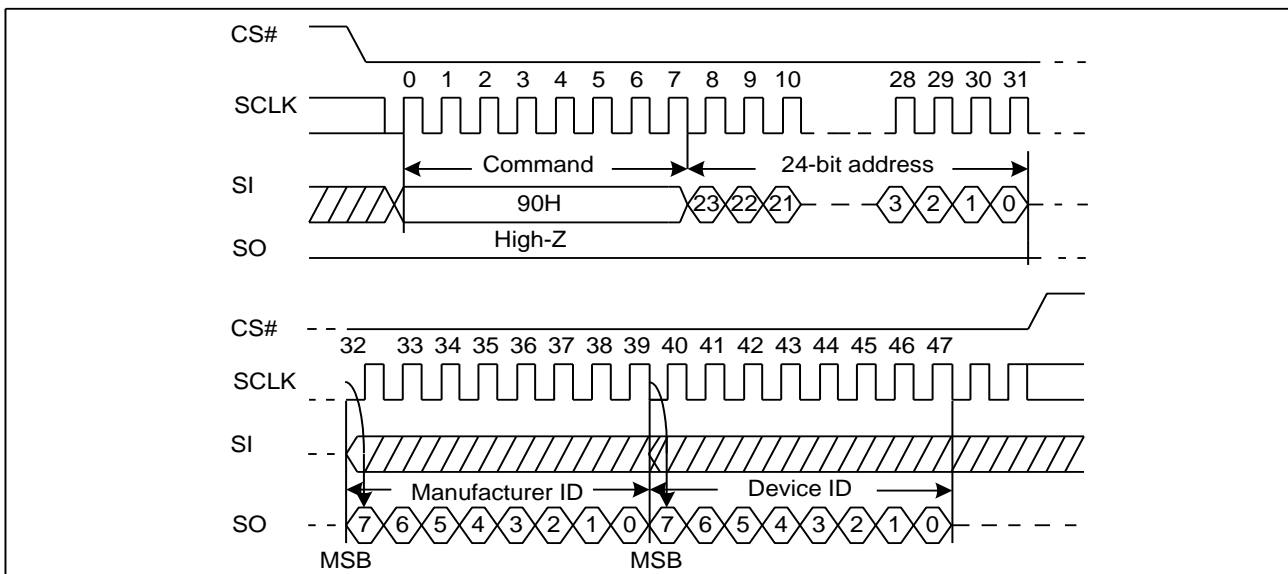 CS#
0 1 2 3 4 5 6 7 8 9 10 28 29 30 31
SCLK
Command 24-bit address
SI
90H 23 22 21 3 2 1 0
High-Z
SO
CS#
32 33 34 35 36 37 38 39 40 41 42 43 44 45 46 47
SCLK
SI
Manufacturer ID Device ID
SO 7 6 5 4 3 2 1 0 7 6 5 4 3 2 1 0
MSB MSB